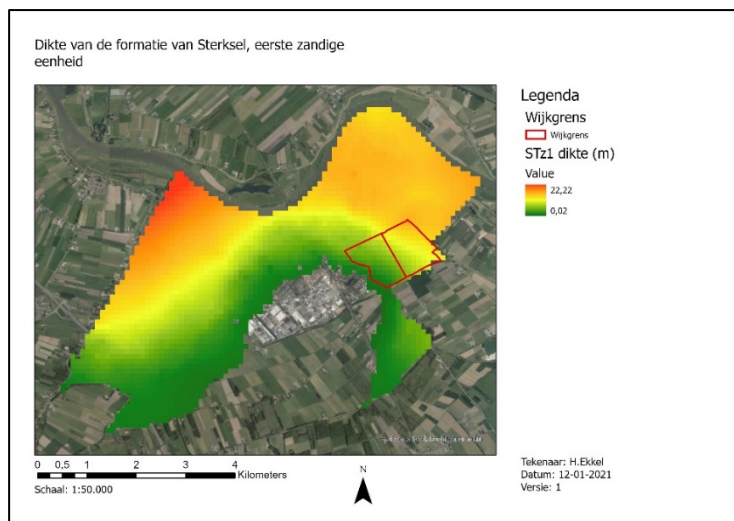 Dikte van de formatie van Sterksel, eerste zandige
eenheid
Legenda
Wijkgrens
Wijkgrens
STz1 dikte (m)
Value
22,22
0,02
0 0,5 1 2 3 4
Kilometers
Schaal: 1:50.000
N
Tekenaar: H.Ekkel
Datum: 12-01-2021
Versie: 1